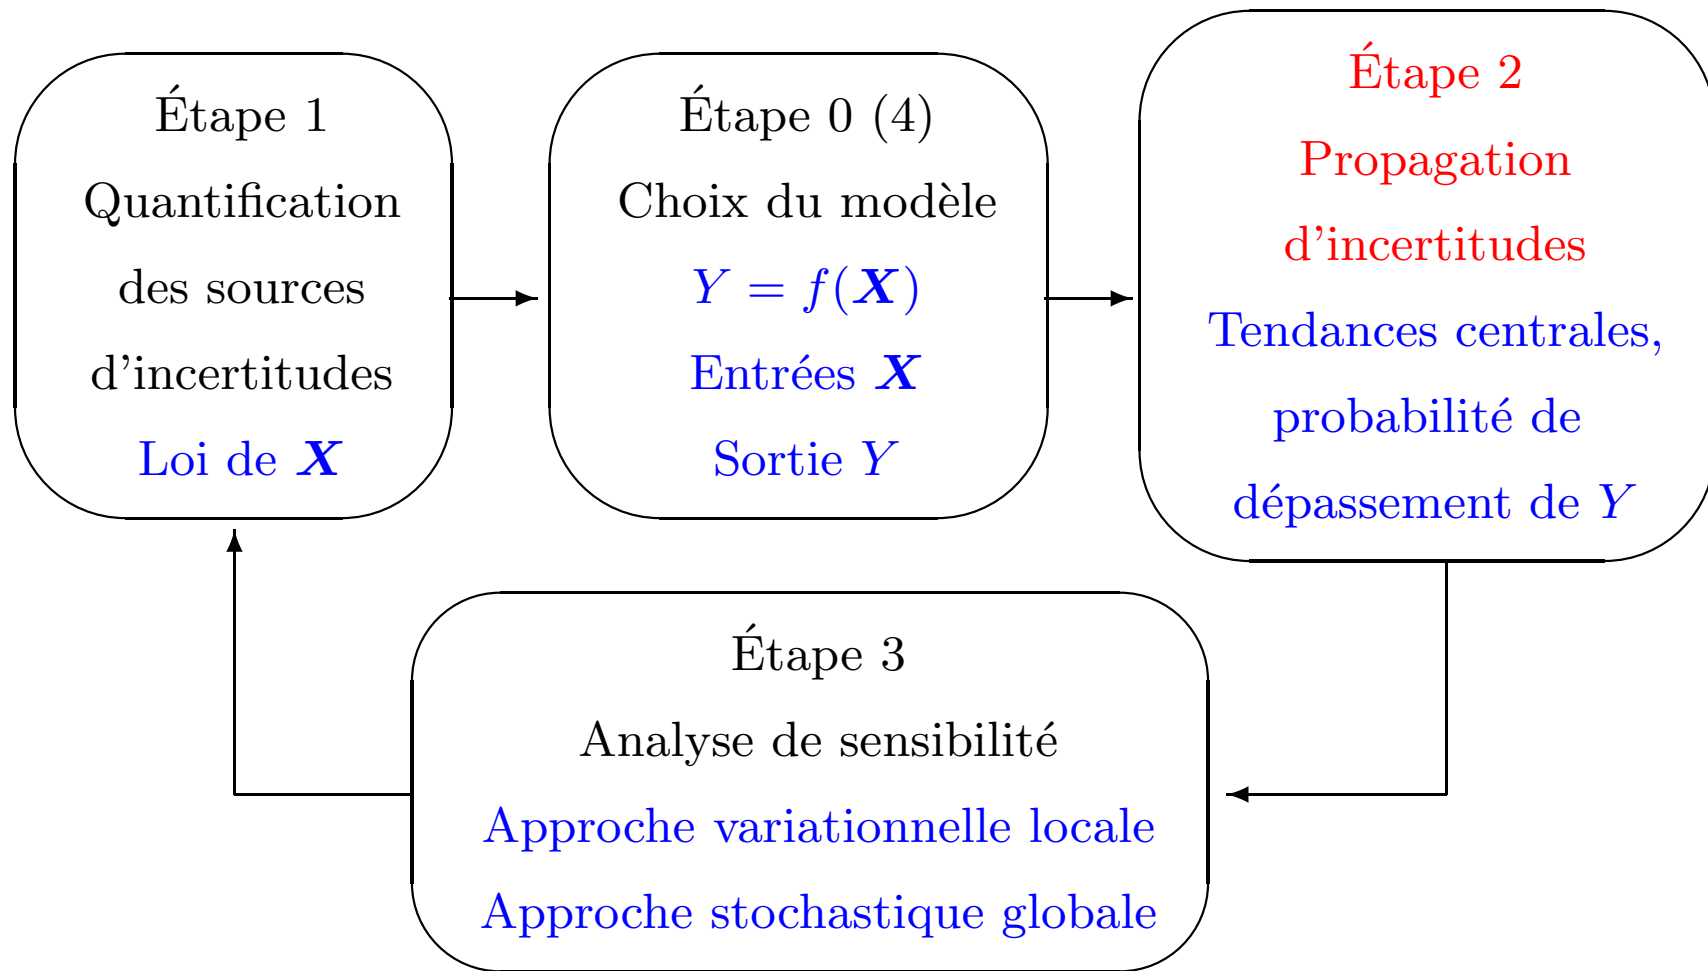 Étape 1
Quantification
des sources
d'incertitudes
Loi de X
Étape 0 (4)
Choix du modèle
Y = f(X)
Entrées X
Sortie Y
Étape 2
Propagation
d'incertitudes
Tendances centrales,
probabilité de
dépassement de Y
Étape 3
Analyse de sensibilité
Approche variationnelle locale
Approche stochastique globale